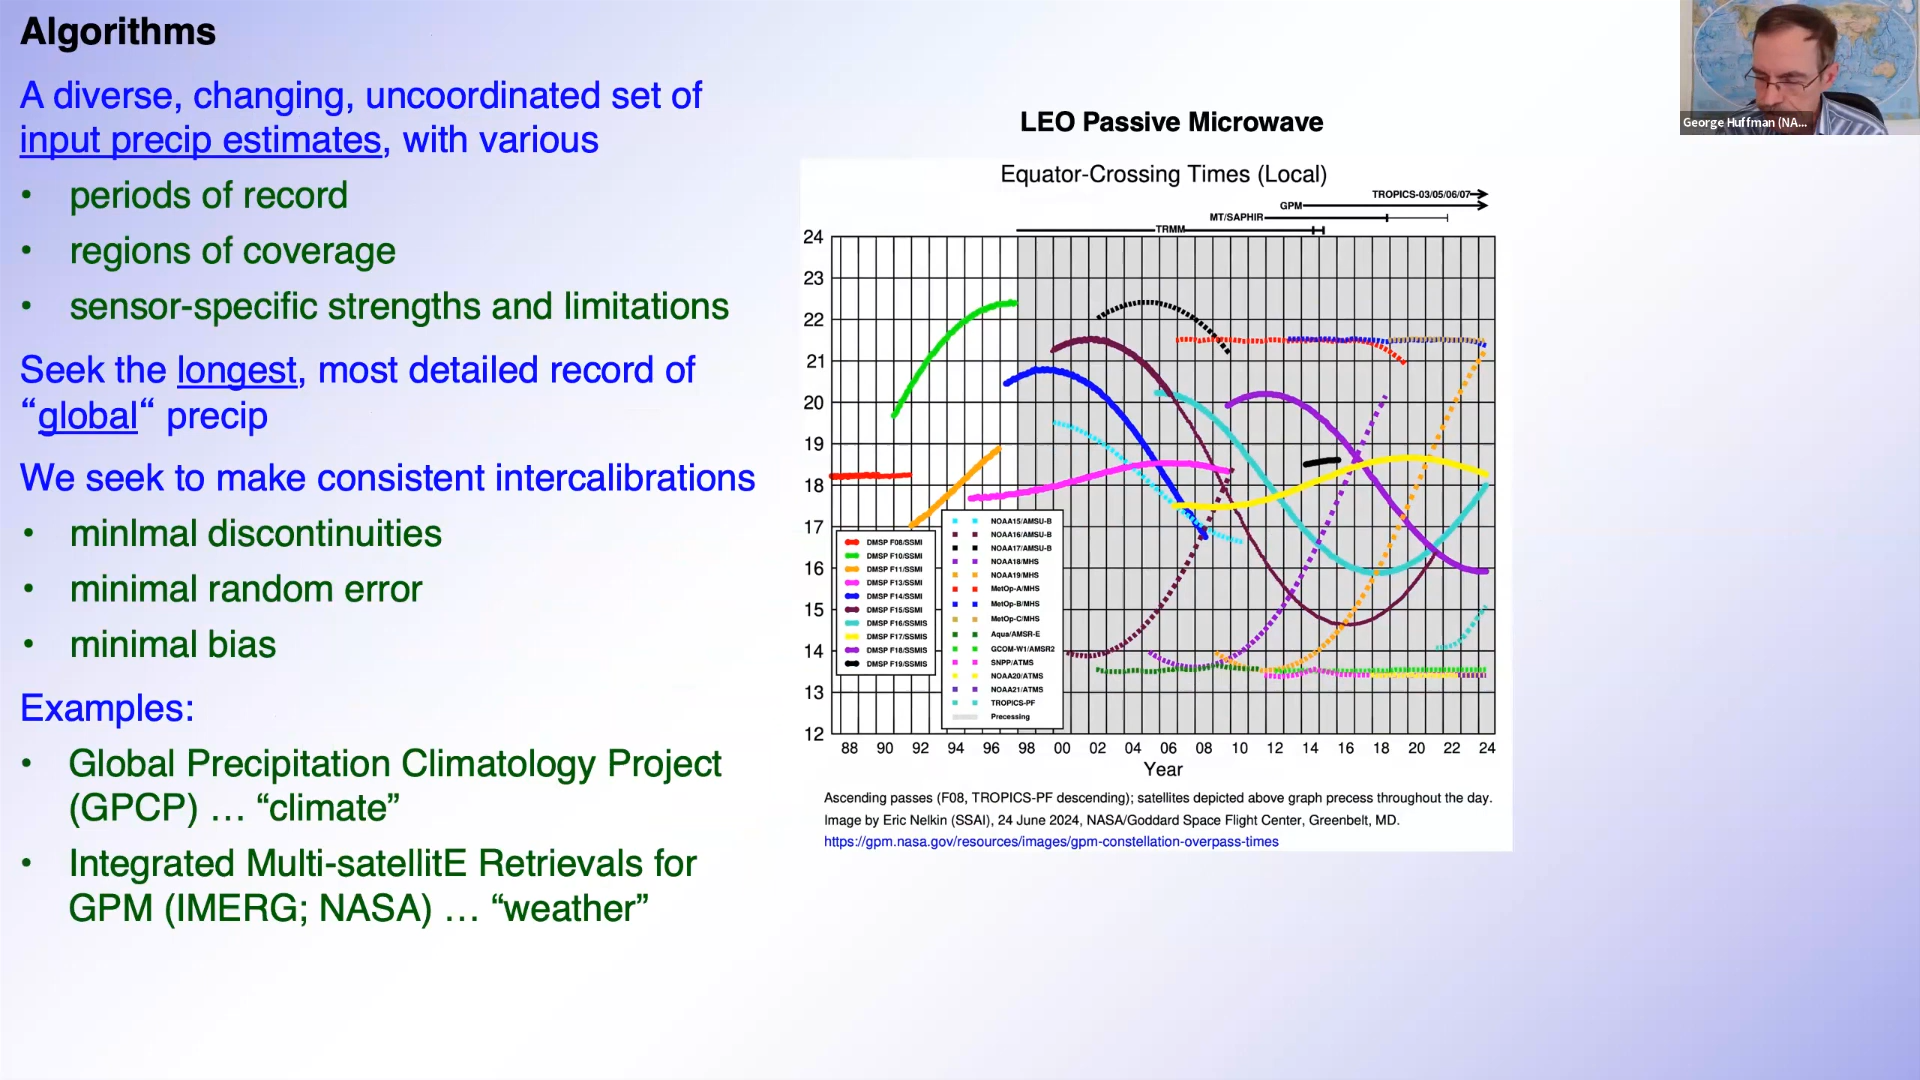 Algorithms
A diverse, changing, uncoordinated set of
input precip estimates, with various
• periods of record
• regions of coverage
• sensor-specific strengths and limitations
Seek the longest, most detailed record of
“global“ precip
We seek to make consistent intercalibrations
• minImal discontinuities
• minimal random error
• minimal bias
Examples:
• Global Precipitation Climatology Project
(GPCP) … “climate”
• Integrated Multi-satellitE Retrievals for
GPM (IMERG; NASA) … “weather”
LEO Passive Microwave
Equator-Crossing Times (Local)
TROPICS-03/05/06/07
GPM
MT/SAPHIR
TRMM
24
23
22
21
20
19
18
17
16
15
14
13
12
DMSP F08/SSMI
DMSP F10/SSMI
DMSP F11/SSMI
DMSP F13/SSMI
DMSP F14/SSMI
DMSP F15/SSMI
DMSP F16/SSMIS
DMSP F17/SSMIS
DMSP F18/SSMIS
DMSP F19/SSMIS
NOAA15/AMSU-B
NOAA16/AMSU-B
NOAA17/AMSU-B
NOAA18/MHS
NOAA19/MHS
MetOp-A/MHS
MetOp-B/MHS
MetOp-C/MHS
Aqua/AMSR-E
GCOM-W1/AMSR2
SNPP/ATMS
NOAA20/ATMS
NOAA21/ATMS
TROPICS-PF
Precessing
88 90 92 94 96 98 00 02 04 06 08 10 12 14 16 18 20 22 24
Year
Ascending passes (F08, TROPICS-PF descending); satellites depicted above graph precess throughout the day.
Image by Eric Nelkin (SSAI), 24 June 2024, NASA/Goddard Space Flight Center, Greenbelt, MD.
https://gpm.nasa.gov/resources/images/gpm-constellation-overpass-times
George Huffman (NA...